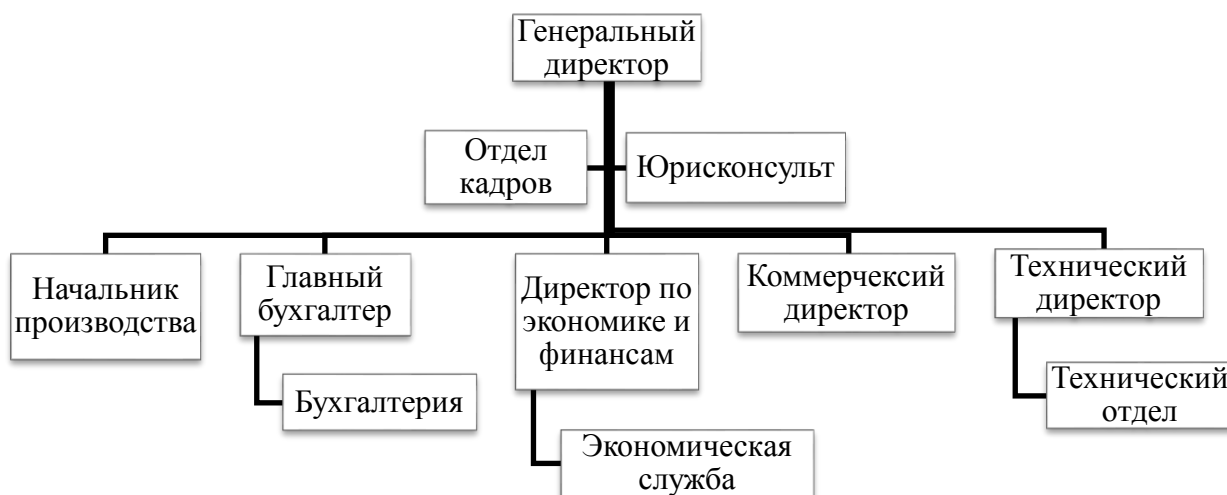 Генеральный
директор
Отдел
кадров
Юрисконсульт
Начальник
производства
Главный
бухгалтер
Директор по
экономике и
финансам
Коммерчексий
директор
Технический
директор
Бухгалтерия
Экономическая
служба
Технический
отдел